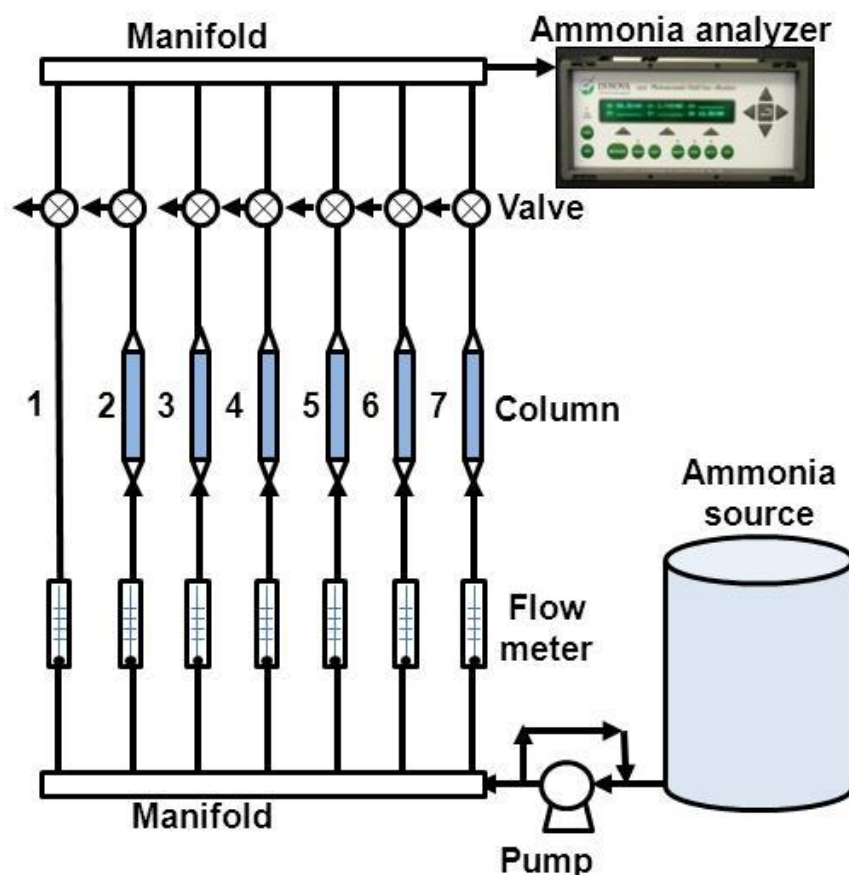 Manifold
Ammonia analyzer
Valve
1
2
3
4
5
6
7
Column
Ammonia
source
Flow
meter
Manifold
Pump